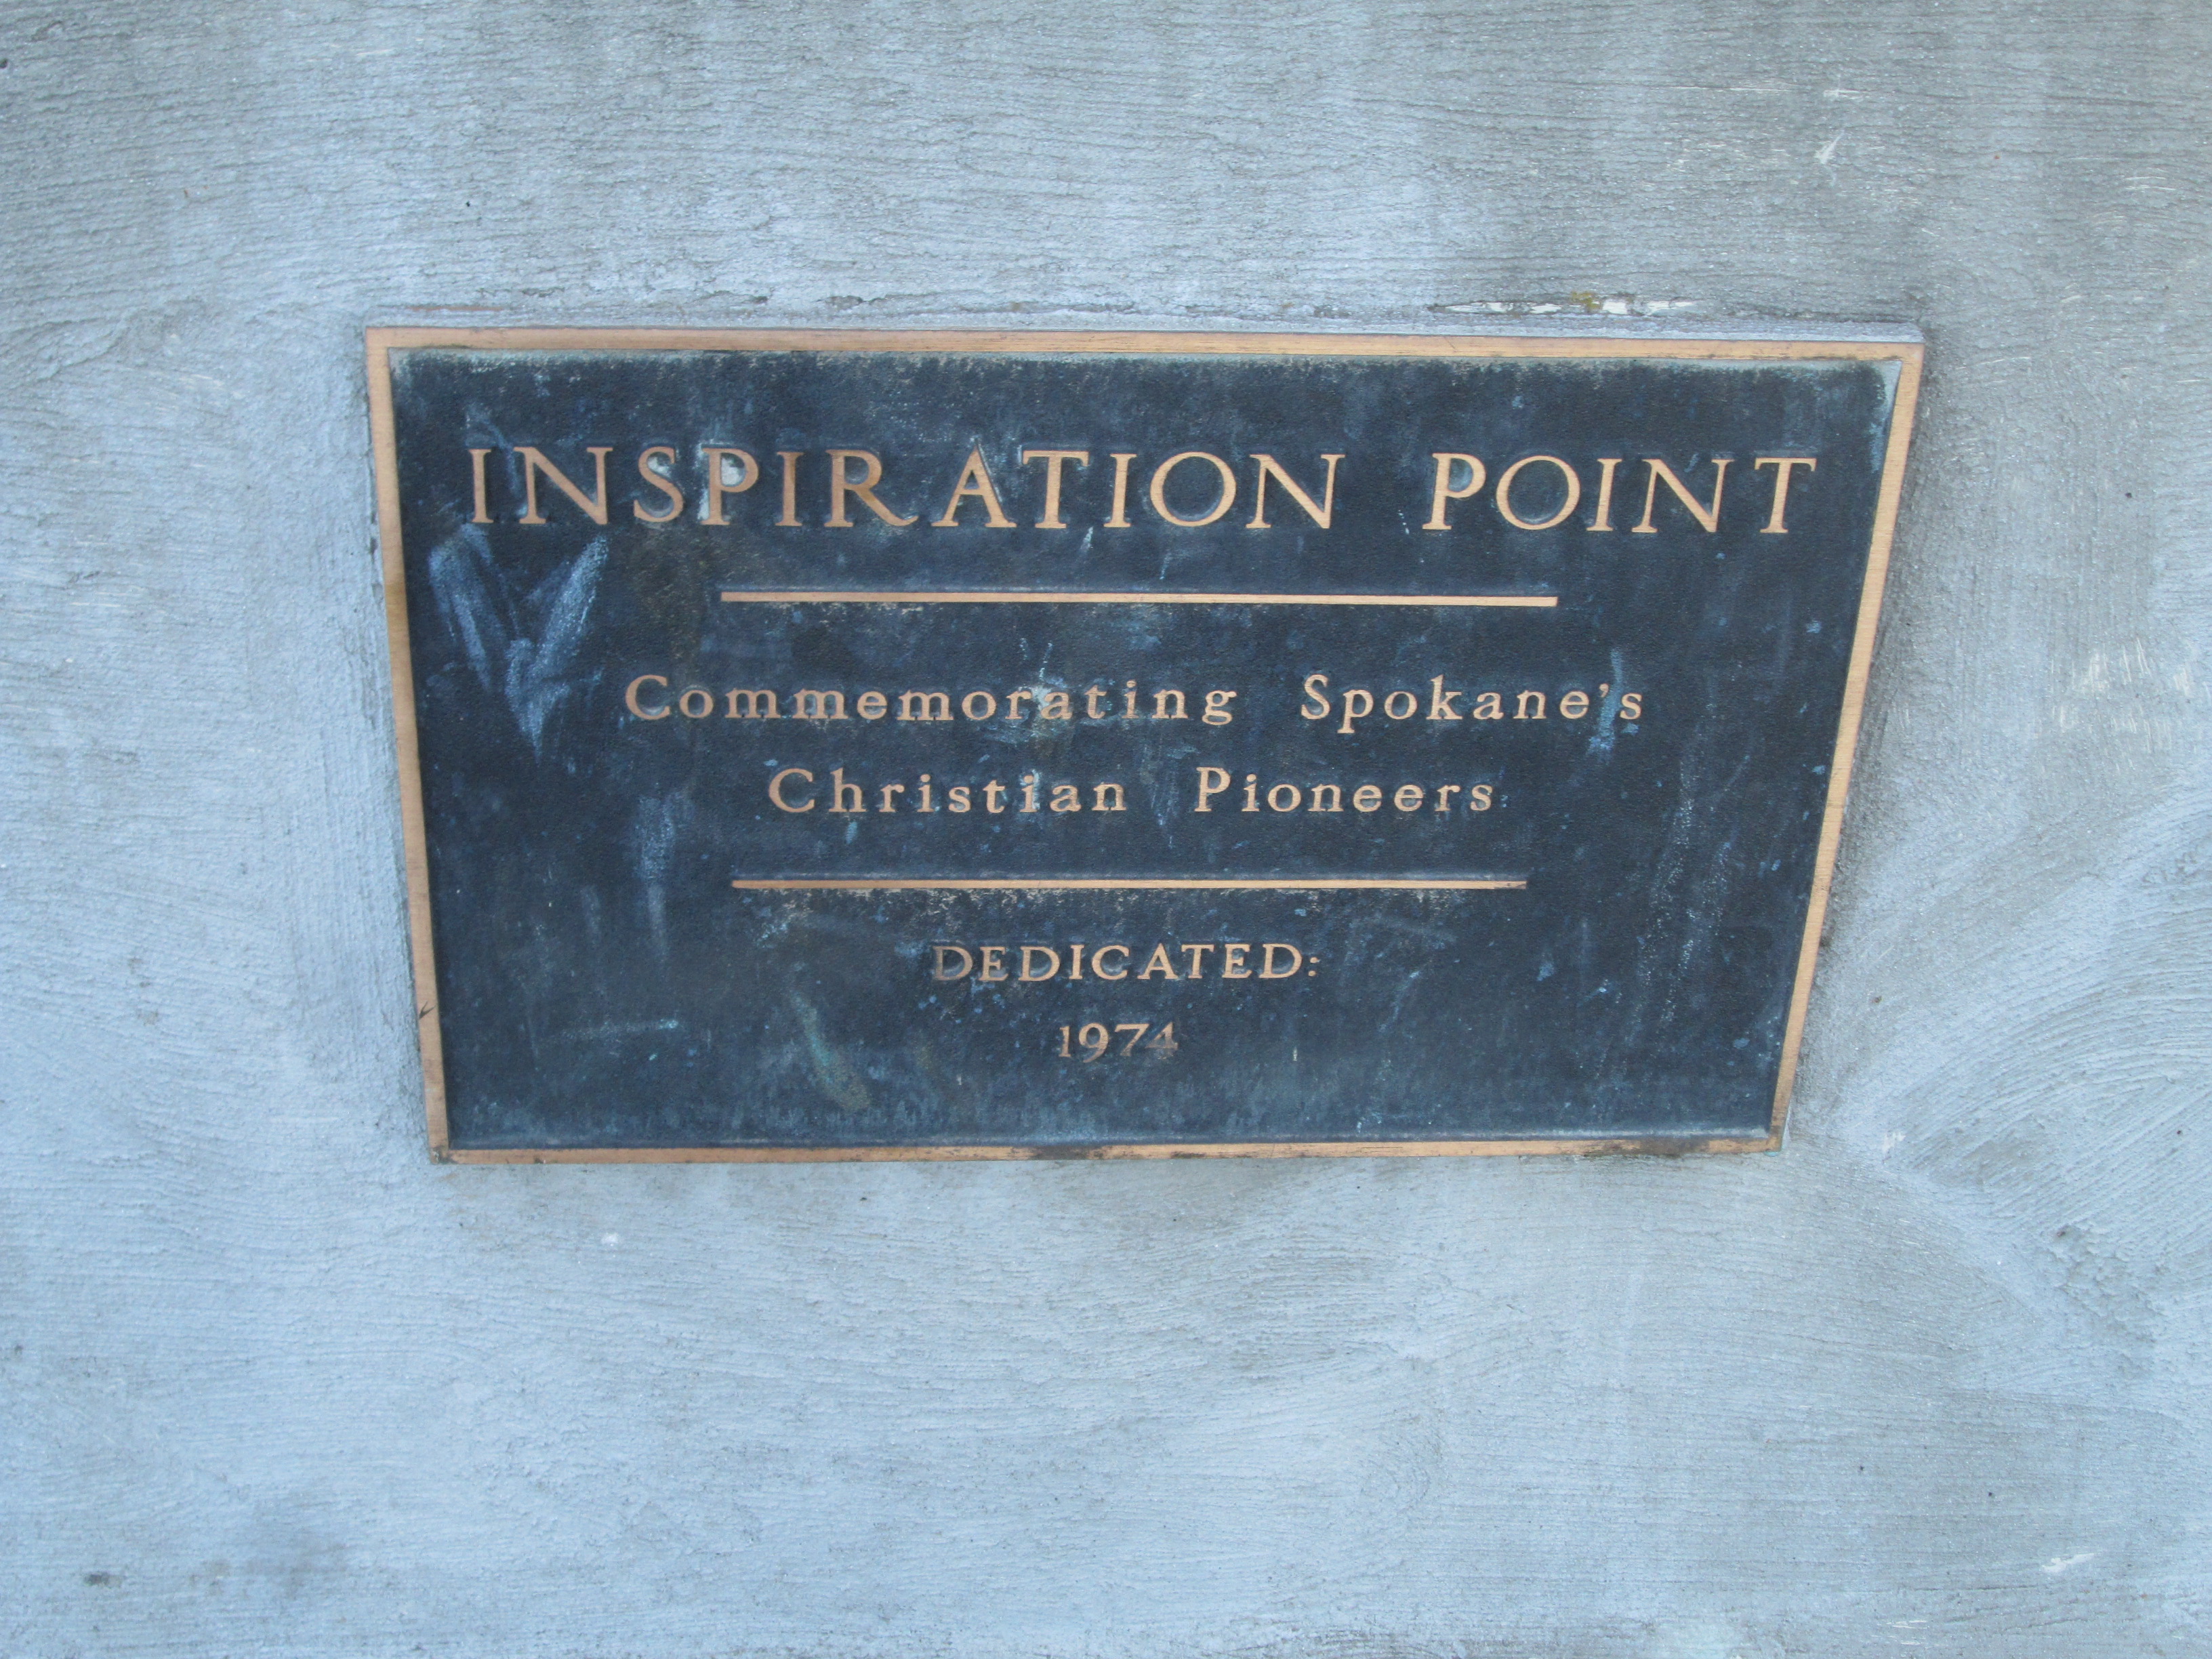 INSPIRATION POINT
Commemorating Spokane's
Christian Pioneers
DEDICATED:
1974